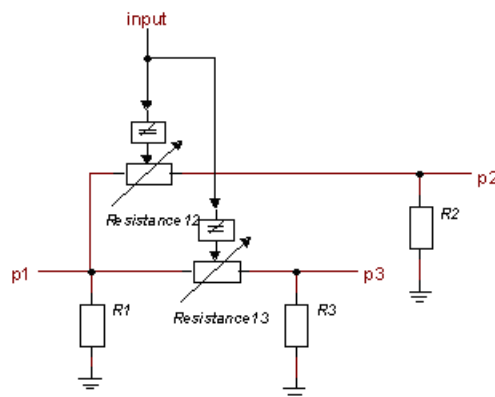 input
p2
Resistance12
R2
p1
p3
R1
Resistance13
R3